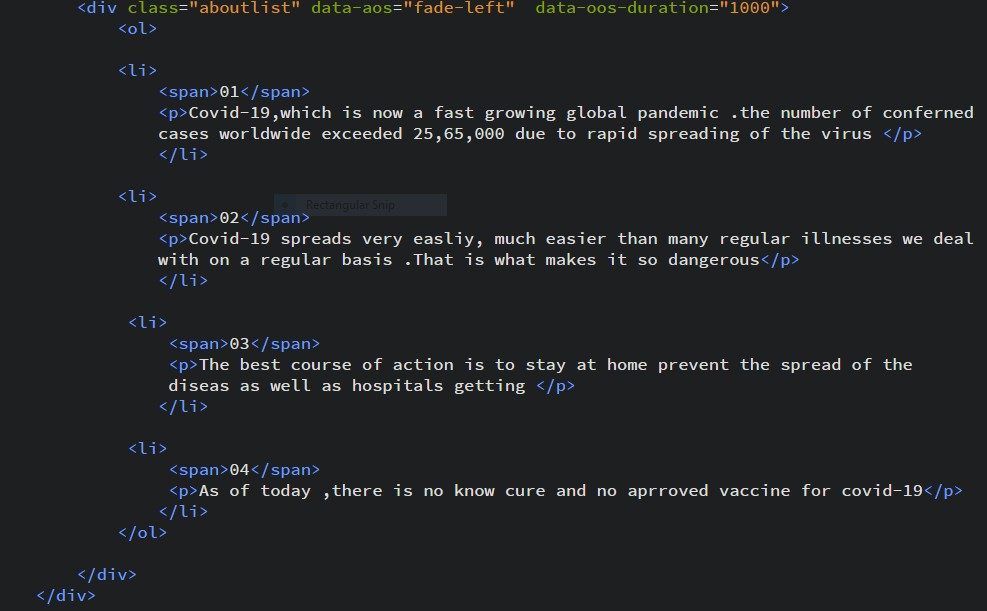 <div class="aboutlist" data-aos="fade-left"  data-oos-duration="1000">
<ol>
<li>
<span>01</span>
<p>Covid-19,which is now a fast growing global pandemic .the number of conferned
cases worldwide exceeded 25,65,000 due to rapid spreading of the virus </p>
</li>
<li>
Rectangular Snip
<span>02</span>
<p>Covid-19 spreads very easliy, much easier than many regular illnesses we deal
with on a regular basis .That is what makes it so dangerous</p>
</li>
<li>
<span>03</span>
<p>The best course of action is to stay at home prevent the spread of the
diseas as well as hospitals getting </p>
</li>
<li>
<span>04</span>
<p>As of today ,there is no know cure and no aprroved vaccine for covid-19</p>
</li>
</ol>
</div>
</div>